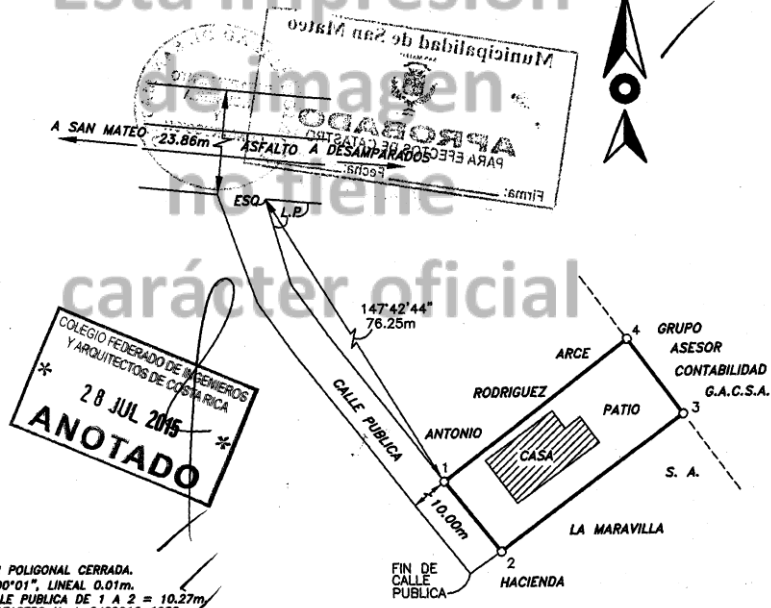 Esta impresión
de imagen
no tiene
carácter oficial
Municipalidad de San Mateo
SAN MATEO
APROBADO
PARA EFECTOS DE CATASTRO
Fecha:
Firma:
A SAN MATEO
23.86m
ASFALTO A DESAMPARADOS
ESQ.
L.P.
147°42'44"
76.25m
COLEGIO FEDERADO DE INGENIEROS
Y ARQUITECTOS DE COSTA RICA
* 28 JUL 2015 *
ANOTADO
CALLE PUBLICA
ANTONIO RODRIGUEZ ARCE
4
GRUPO
ASESOR
CONTABILIDAD
G.A.C.S.A.
PATIO
3
CASA
1
S. A.
10.00m
LA MARAVILLA
2
HACIENDA
FIN DE
CALLE
PUBLICA
POLIGONAL CERRADA.
00°01", LINEAL 0.01m.
PUBLICA DE 1 A 2 = 10.27m